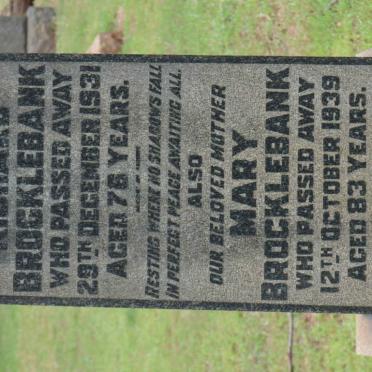 BROCKLEBANK
WHO PASSED AWAY
29TH DECEMBER 1931
AGED 76 YEARS.
RESTING WHERE NO SHADOWS FALL
IN PERFECT PEACE AWAITING ALL.
ALSO
OUR BELOVED MOTHER
MARY
BROCKLEBANK
WHO PASSED AWAY
12TH OCTOBER 1939
AGED 83 YEARS.